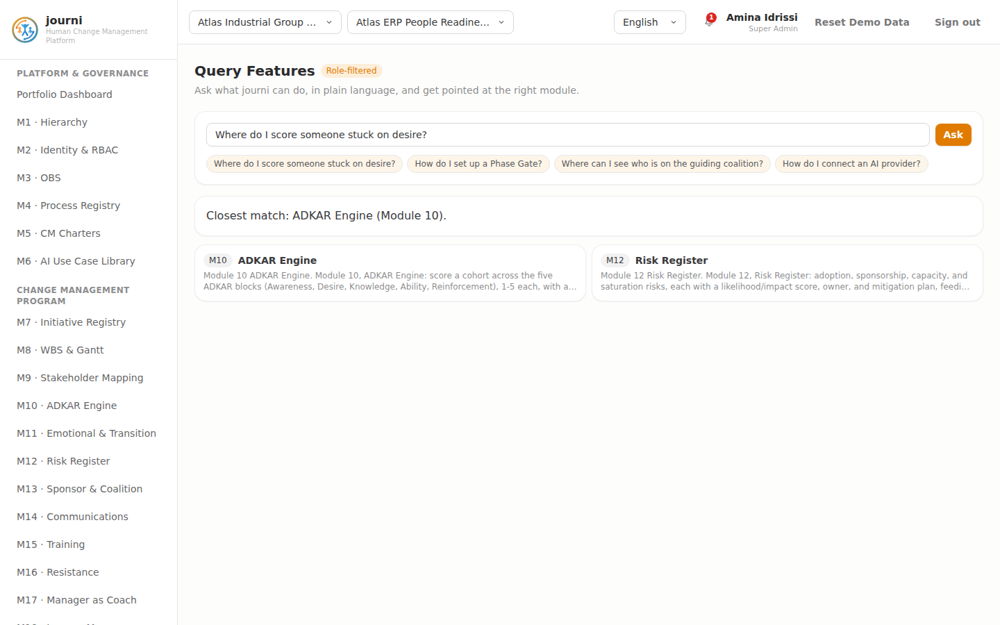 journi
Human Change Management
Platform
Atlas Industrial Group ...
Atlas ERP People Readine...
English
1
Amina Idrissi
Super Admin
Reset Demo Data
Sign out
PLATFORM & GOVERNANCE
Portfolio Dashboard
M1 · Hierarchy
M2 · Identity & RBAC
M3 · OBS
M4 · Process Registry
M5 · CM Charters
M6 · AI Use Case Library
CHANGE MANAGEMENT
PROGRAM
M7 · Initiative Registry
M8 · WBS & Gantt
M9 · Stakeholder Mapping
M10 · ADKAR Engine
M11 · Emotional & Transition
M12 · Risk Register
M13 · Sponsor & Coalition
M14 · Communications
M15 · Training
M16 · Resistance
M17 · Manager as Coach
Query Features
Role-filtered
Ask what journi can do, in plain language, and get pointed at the right module.
Where do I score someone stuck on desire?
Ask
Where do I score someone stuck on desire?
How do I set up a Phase Gate?
Where can I see who is on the guiding coalition?
How do I connect an AI provider?
Closest match: ADKAR Engine (Module 10).
M10 ADKAR Engine
Module 10 ADKAR Engine. Module 10, ADKAR Engine: score a cohort across the five
ADKAR blocks (Awareness, Desire, Knowledge, Ability, Reinforcement), 1-5 each, with a...
M12 Risk Register
Module 12 Risk Register. Module 12, Risk Register: adoption, sponsorship, capacity, and
saturation risks, each with a likelihood/impact score, owner, and mitigation plan, feedi...